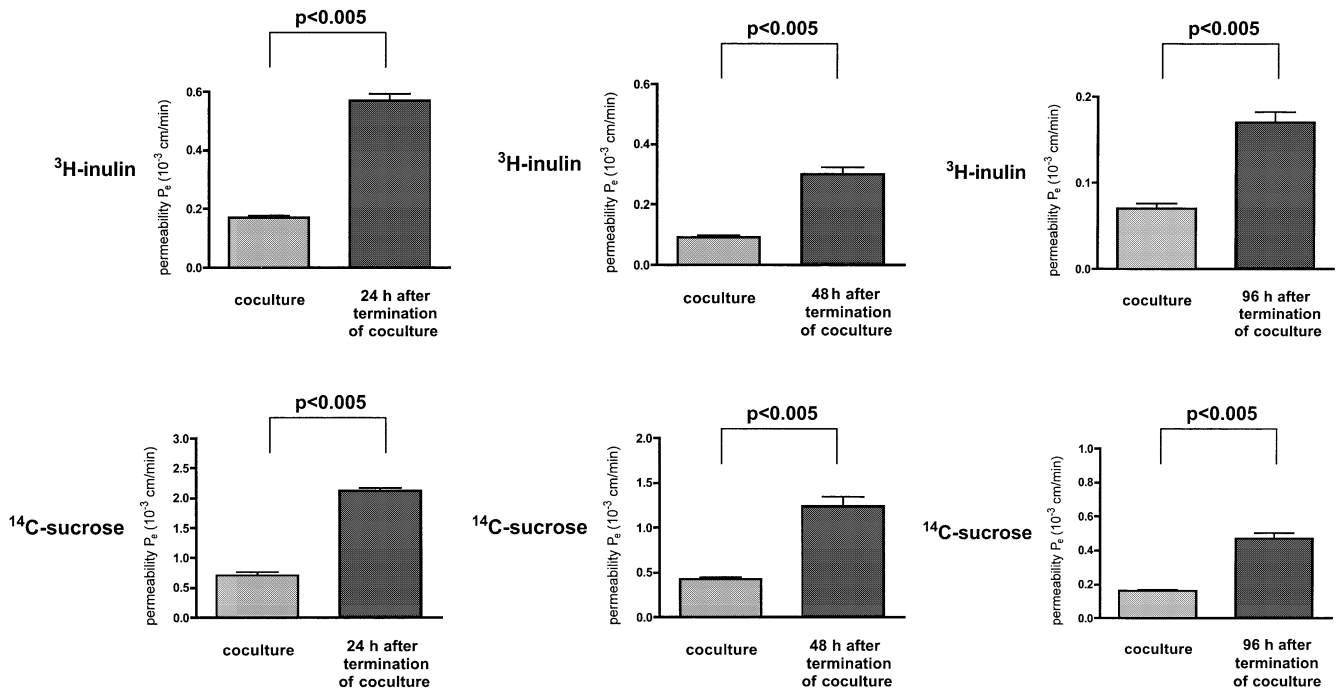 p<0.005
³H-inulin
permeability Pₑ (10⁻³ cm/min)
0.6
0.4
0.2
0.0
coculture
24 h after
termination
of coculture
p<0.005
³H-inulin
permeability Pₑ (10⁻³ cm/min)
0.6
0.4
0.2
0.0
coculture
48 h after
termination
of coculture
p<0.005
³H-inulin
permeability Pₑ (10⁻³ cm/min)
0.2
0.1
0.0
coculture
96 h after
termination
of coculture
p<0.005
¹⁴C-sucrose
permeability Pₑ (10⁻³ cm/min)
3.0
2.5
2.0
1.5
1.0
0.5
0.0
coculture
24 h after
termination
of coculture
p<0.005
¹⁴C-sucrose
permeability Pₑ (10⁻³ cm/min)
2.0
1.5
1.0
0.5
0.0
coculture
48 h after
termination
of coculture
p<0.005
¹⁴C-sucrose
permeability Pₑ (10⁻³ cm/min)
1.0
0.8
0.6
0.4
0.2
0.0
coculture
96 h after
termination
of coculture